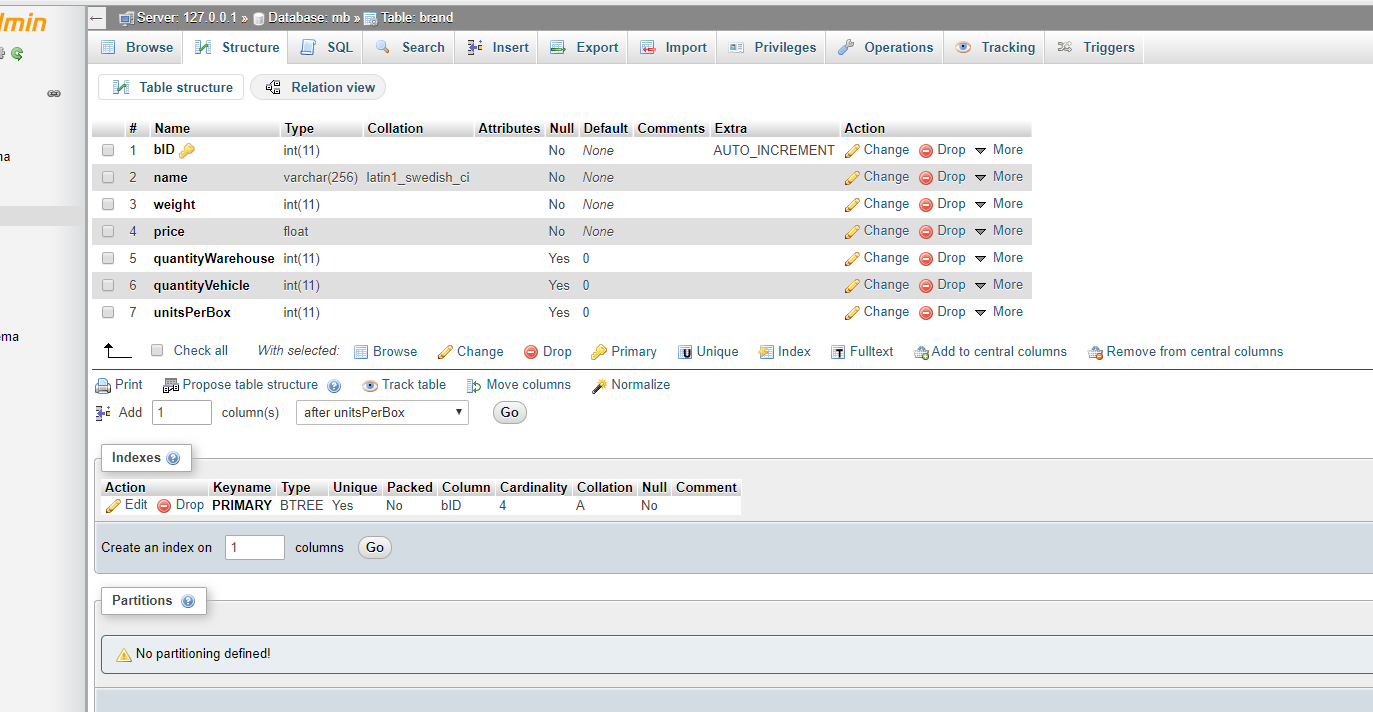 Server: 127.0.0.1 » Database: mb » Table: brand
Browse Structure SQL Search Insert Export Import Privileges Operations Tracking Triggers
Table structure Relation view
# Name Type Collation Attributes Null Default Comments Extra Action
1 bID int(11) No None AUTO_INCREMENT Change Drop More
2 name varchar(256) latin1_swedish_ci No None Change Drop More
3 weight int(11) No None Change Drop More
4 price float No None Change Drop More
5 quantityWarehouse int(11) Yes 0 Change Drop More
6 quantityVehicle int(11) Yes 0 Change Drop More
7 unitsPerBox int(11) Yes 0 Change Drop More
Check all With selected: Browse Change Drop Primary Unique Index Fulltext Add to central columns Remove from central columns
Print Propose table structure Track table Move columns Normalize
Add 1 column(s) after unitsPerBox Go
Indexes
Action Keyname Type Unique Packed Column Cardinality Collation Null Comment
Edit Drop PRIMARY BTREE Yes No bID 4 A No
Create an index on 1 columns Go
Partitions
No partitioning defined!